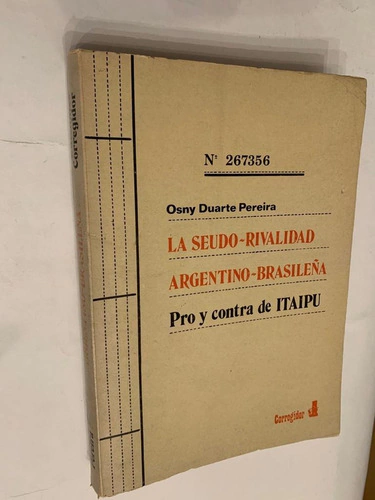 Nº 267356
Osny Duarte Pereira
LA SEUDO-RIVALIDAD
ARGENTINO-BRASILEÑA
Pro y contra de ITAIPU
Corregidor
Corregidor